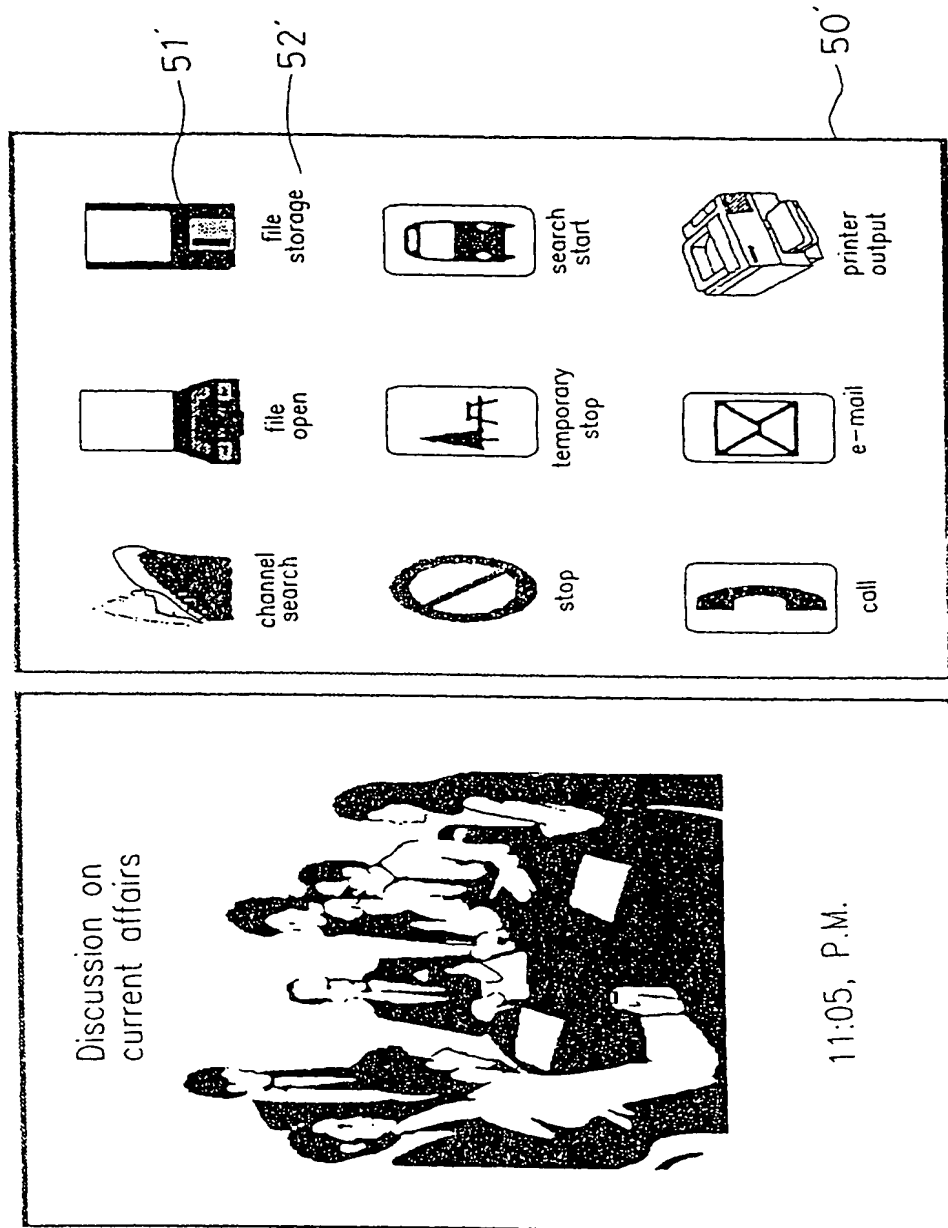 Discussion on
current affairs
11:05, P.M.
channel
search
file
open
file
storage
stop
temporary
stop
search
start
call
e-mail
printer
output
51′
52′
50′